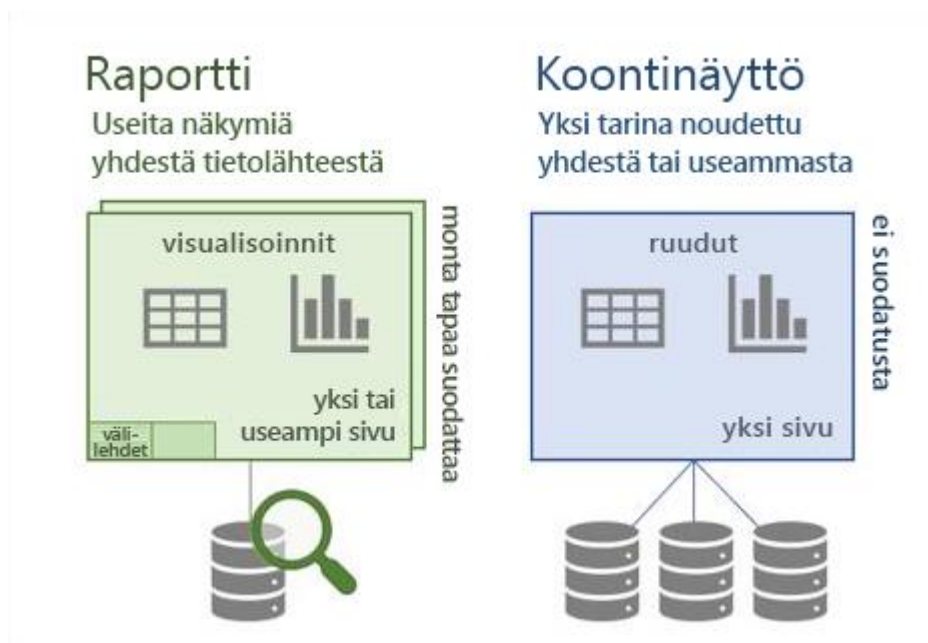 Raportti
Useita näkymiä
yhdestä tietolähteestä
visualisoinnit
yksi tai
useampi sivu
väli-
lehdet
monta tapaa suodattaa
Koontinäyttö
Yksi tarina noudettu
yhdestä tai useammasta
ruudut
yksi sivu
ei suodatusta